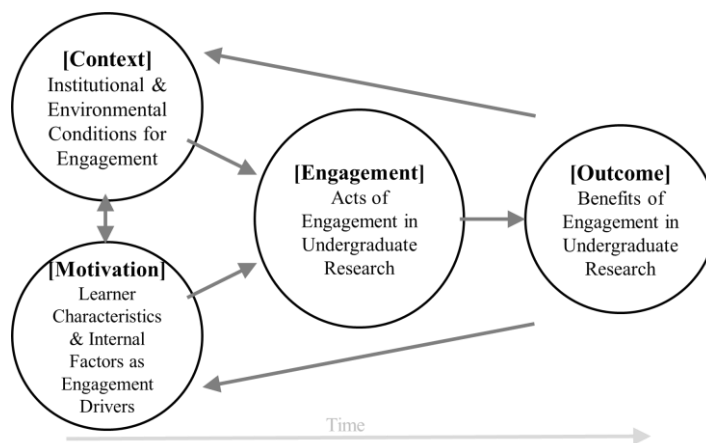 [Context]
Institutional &
Environmental
Conditions for
Engagement
[Motivation]
Learner
Characteristics
& Internal
Factors as
Engagement
Drivers
[Engagement]
Acts of
Engagement in
Undergraduate
Research
[Outcome]
Benefits of
Engagement in
Undergraduate
Research
Time